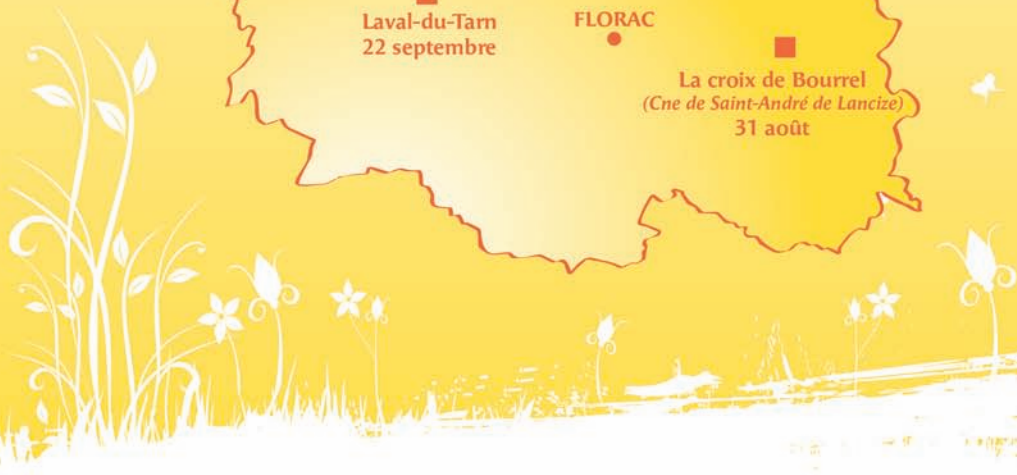 Laval-du-Tarn
22 septembre
FLORAC
La croix de Bourrel
(Cne de Saint-André de Lancize)
31 août